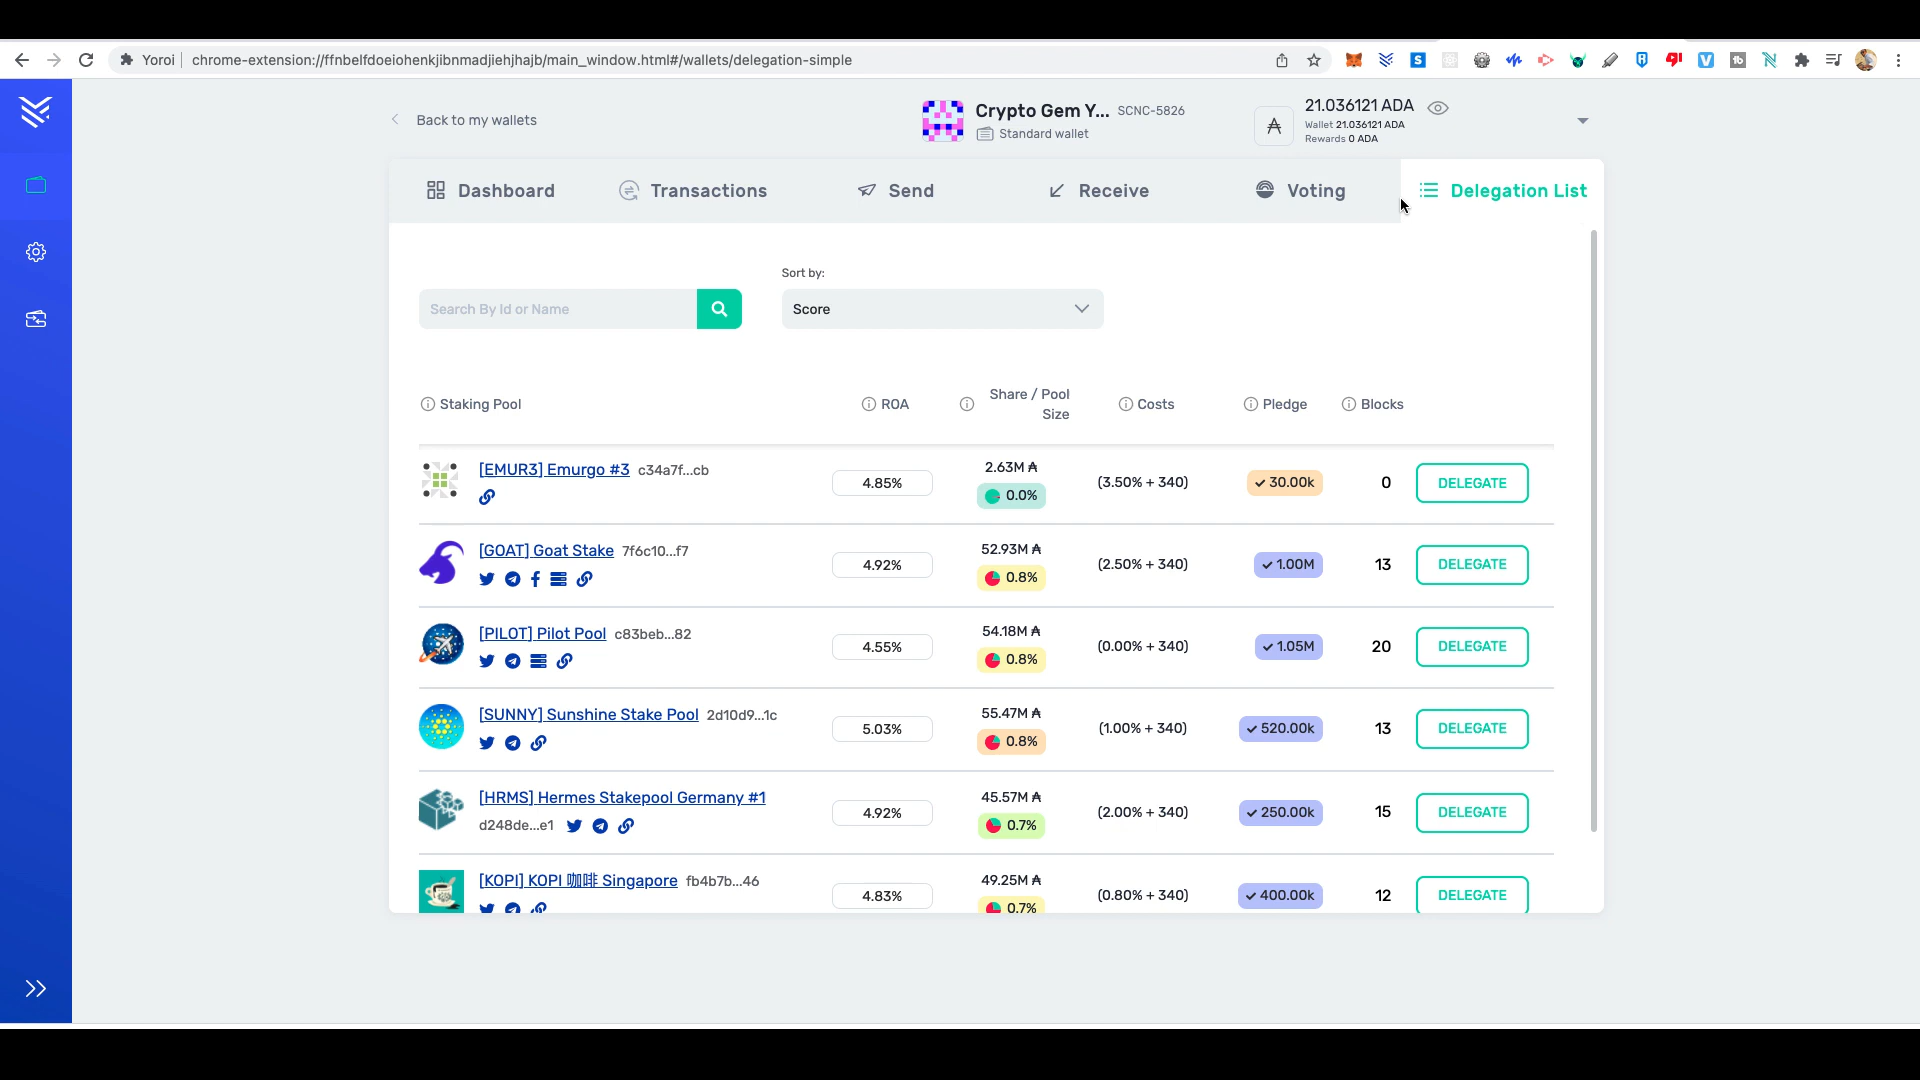 Yoroi
chrome-extension://ffnbelfdoeiohenkjibnmadjiehjhajb/main_window.html#/wallets/delegation-simple
Back to my wallets
Crypto Gem Y... SCNC-5826
Standard wallet
21.036121 ADA
Wallet 21.036121 ADA
Rewards 0 ADA
Dashboard
Transactions
Send
Receive
Voting
Delegation List
Sort by:
Search By Id or Name
Score
Staking Pool
ROA
Share / Pool
Size
Costs
Pledge
Blocks
[EMUR3] Emurgo #3 c34a7f...cb
4.85%
2.63M ₳
0.0%
(3.50% + 340)
30.00k
0
DELEGATE
[GOAT] Goat Stake 7f6c10...f7
4.92%
52.93M ₳
0.8%
(2.50% + 340)
1.00M
13
DELEGATE
[PILOT] Pilot Pool c83beb...82
4.55%
54.18M ₳
0.8%
(0.00% + 340)
1.05M
20
DELEGATE
[SUNNY] Sunshine Stake Pool 2d10d9...1c
5.03%
55.47M ₳
0.8%
(1.00% + 340)
520.00k
13
DELEGATE
[HRMS] Hermes Stakepool Germany #1
d248de...e1
4.92%
45.57M ₳
0.7%
(2.00% + 340)
250.00k
15
DELEGATE
[KOPI] KOPI 咖啡 Singapore fb4b7b...46
4.83%
49.25M ₳
0.7%
(0.80% + 340)
400.00k
12
DELEGATE